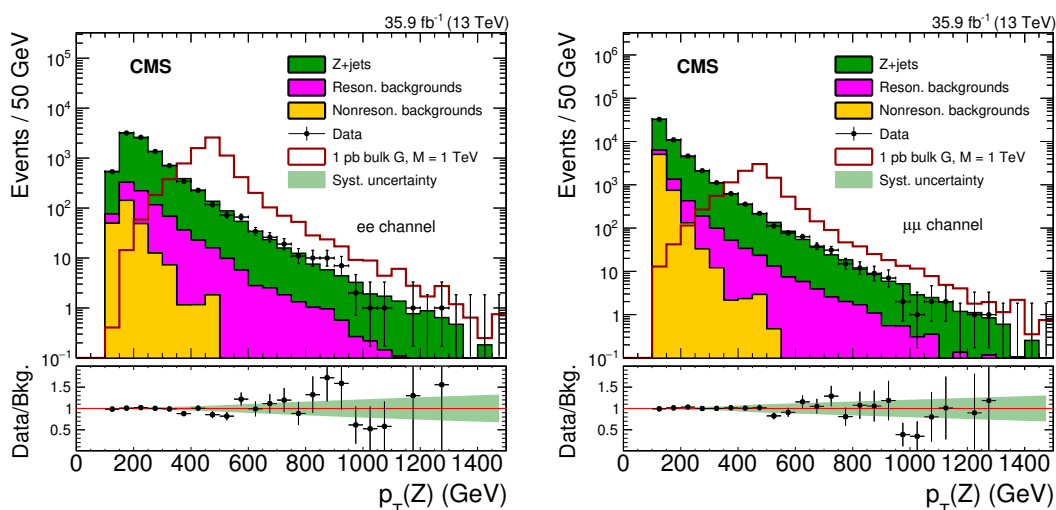 35.9 fb⁻¹ (13 TeV)
Events / 50 GeV
CMS
Z+jets
Reson. backgrounds
Nonreson. backgrounds
Data
1 pb bulk G, M = 1 TeV
Syst. uncertainty
ee channel
10⁵
10⁴
10³
10²
10
1
10⁻¹
Data/Bkg.
1.5
1
0.5
0 200 400 600 800 1000 1200 1400
p_T(Z) (GeV)
35.9 fb⁻¹ (13 TeV)
Events / 50 GeV
CMS
Z+jets
Reson. backgrounds
Nonreson. backgrounds
Data
1 pb bulk G, M = 1 TeV
Syst. uncertainty
μμ channel
10⁶
10⁵
10⁴
10³
10²
10
1
10⁻¹
Data/Bkg.
1.5
1
0.5
0 200 400 600 800 1000 1200 1400
p_T(Z) (GeV)